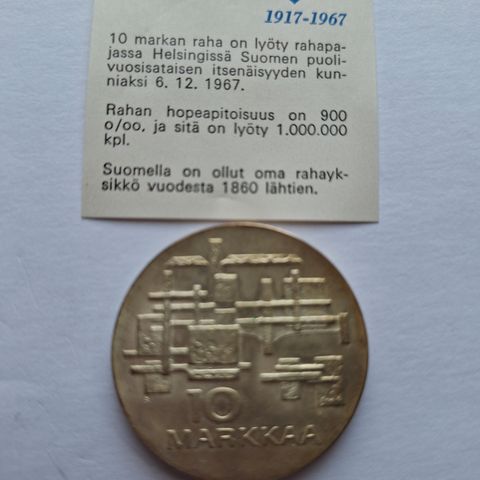 1917-1967
10 markan raha on lyöty rahapa-
jassa Helsingissä Suomen puoli-
vuosisataisen itsenäisyyden kun-
niaksi 6. 12. 1967.
Rahan hopeapitoisuus on 900
o/oo, ja sitä on lyöty 1.000.000
kpl.
Suomella on ollut oma rahayk-
sikkö vuodesta 1860 lähtien.
10
MARKKAA